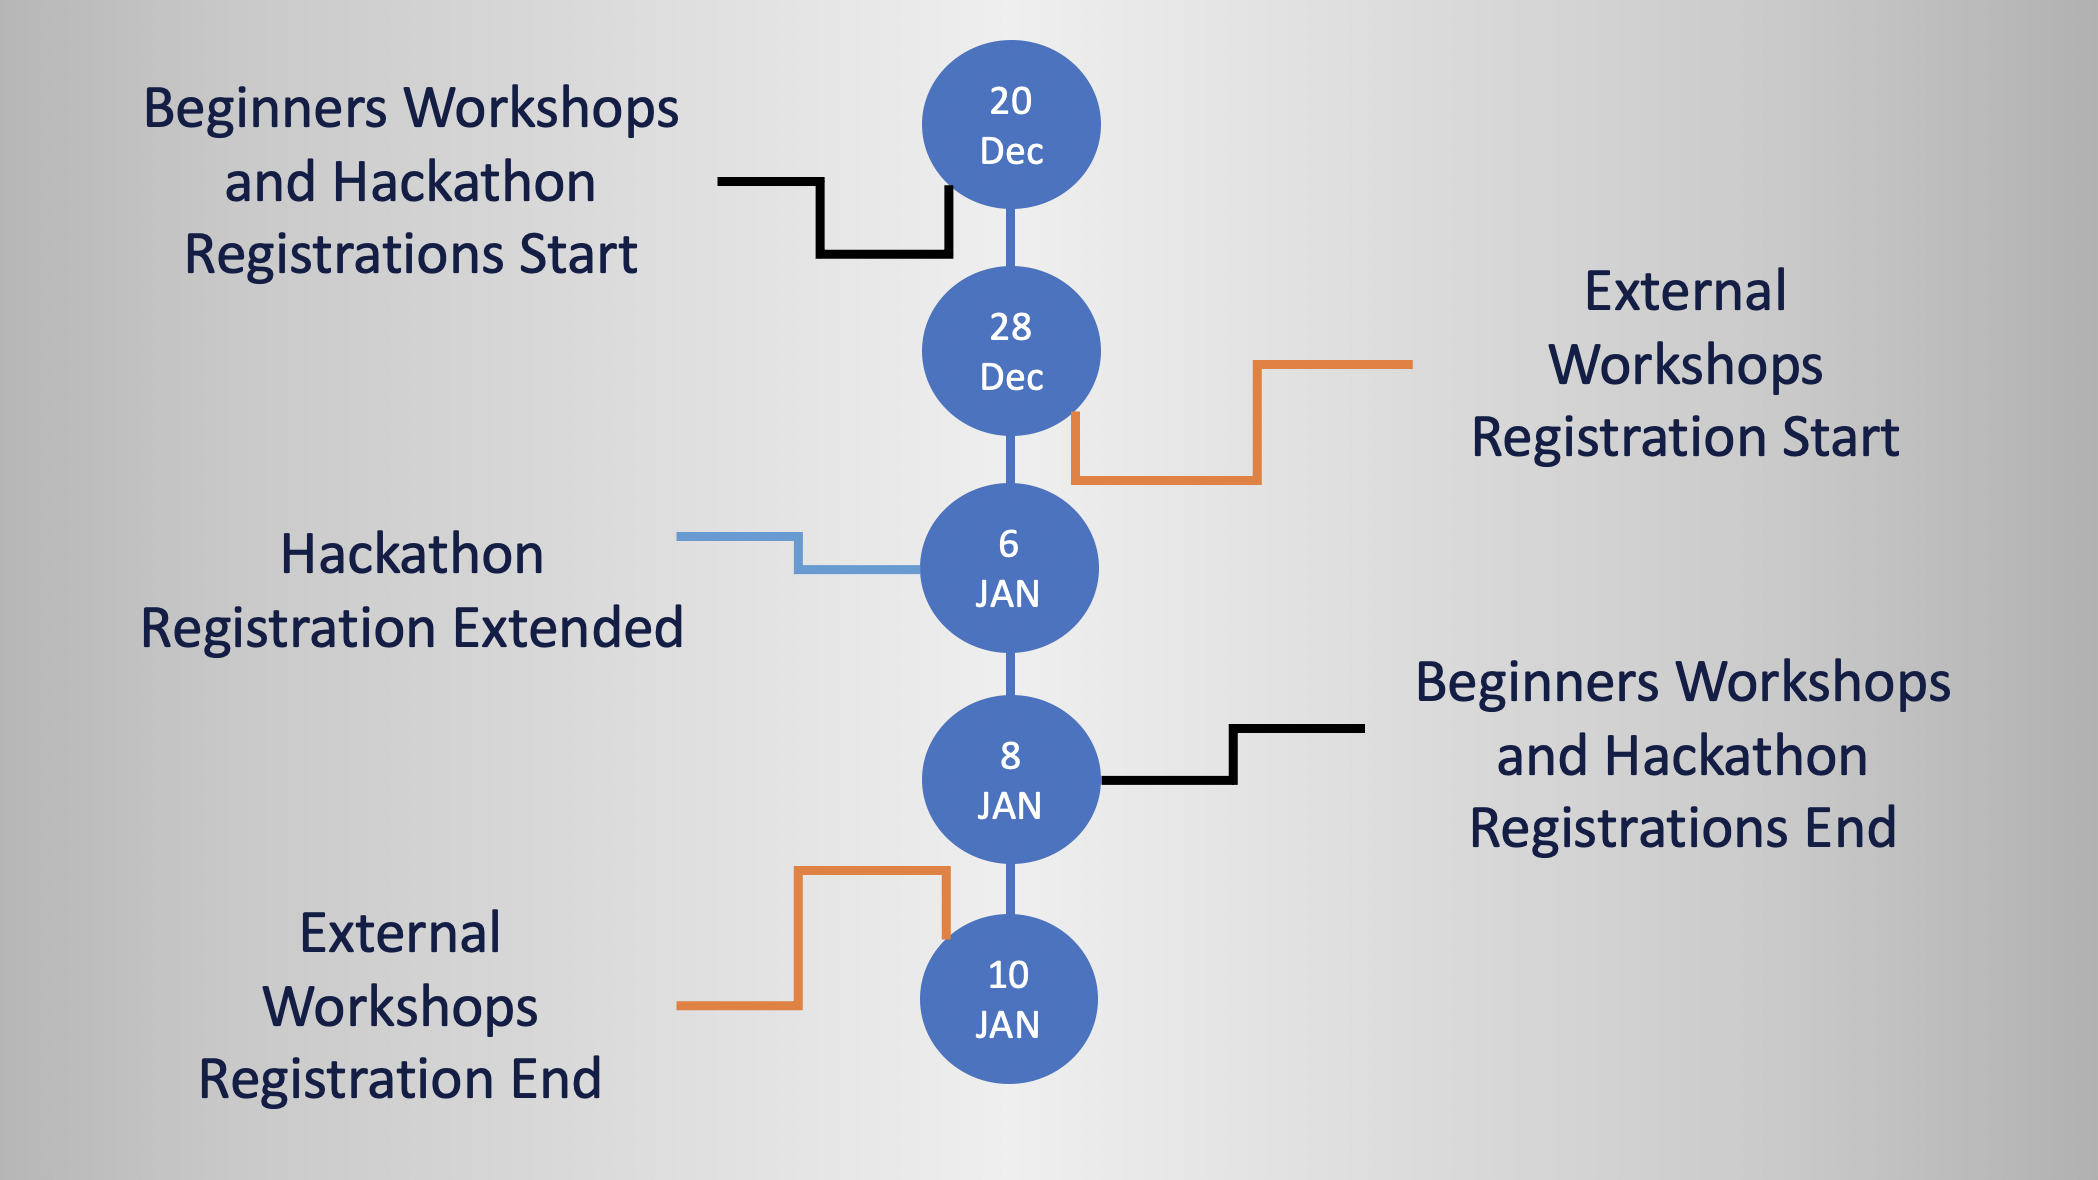 20
Dec
Beginners Workshops
and Hackathon
Registrations Start
28
Dec
External
Workshops
Registration Start
6
JAN
Hackathon
Registration Extended
8
JAN
Beginners Workshops
and Hackathon
Registrations End
10
JAN
External
Workshops
Registration End